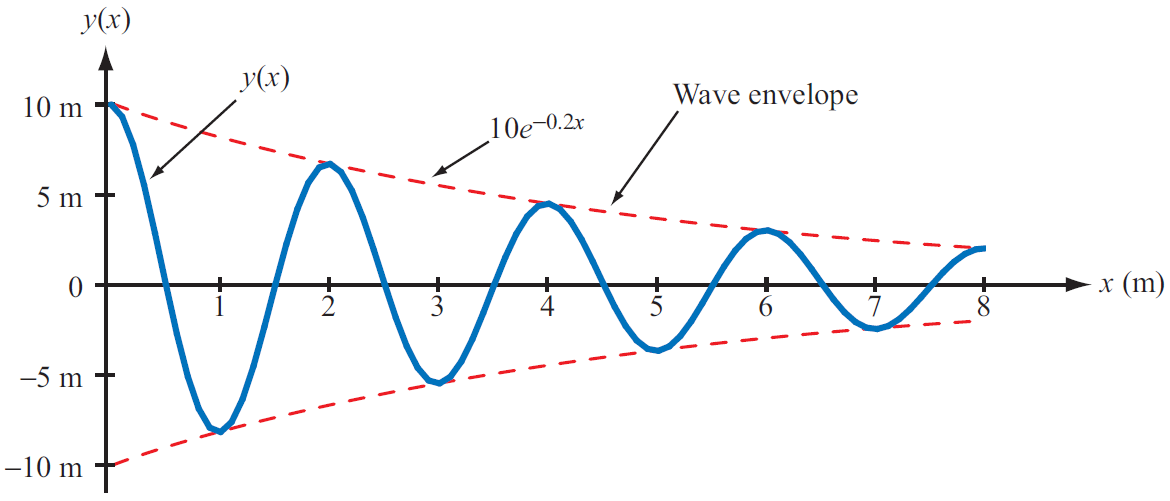 y(x)
10 m
y(x)
Wave envelope
10e^{−0.2x}
5 m
0
1
2
3
4
5
6
7
8
x (m)
−5 m
−10 m